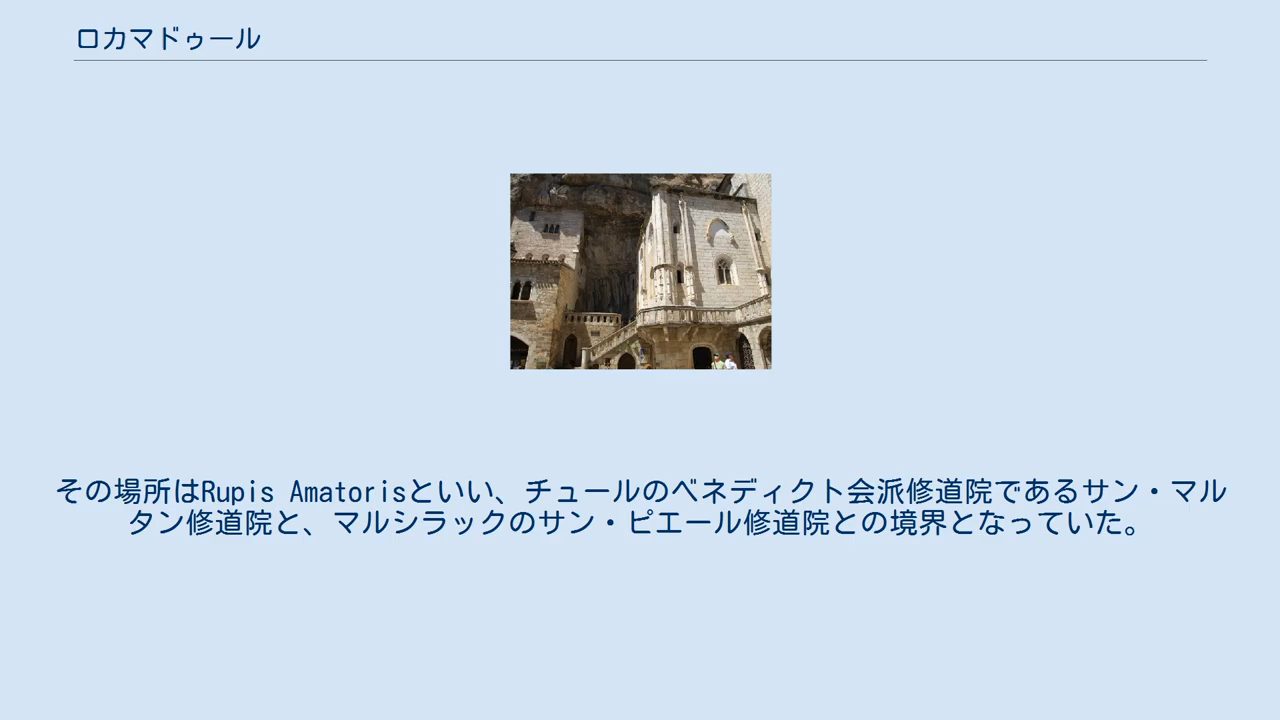 ロカマドゥール
その場所はRupis Amatorisといい、チュールのベネディクト会派修道院であるサン・マル
タン修道院と、マルシラックのサン・ピエール修道院との境界となっていた。